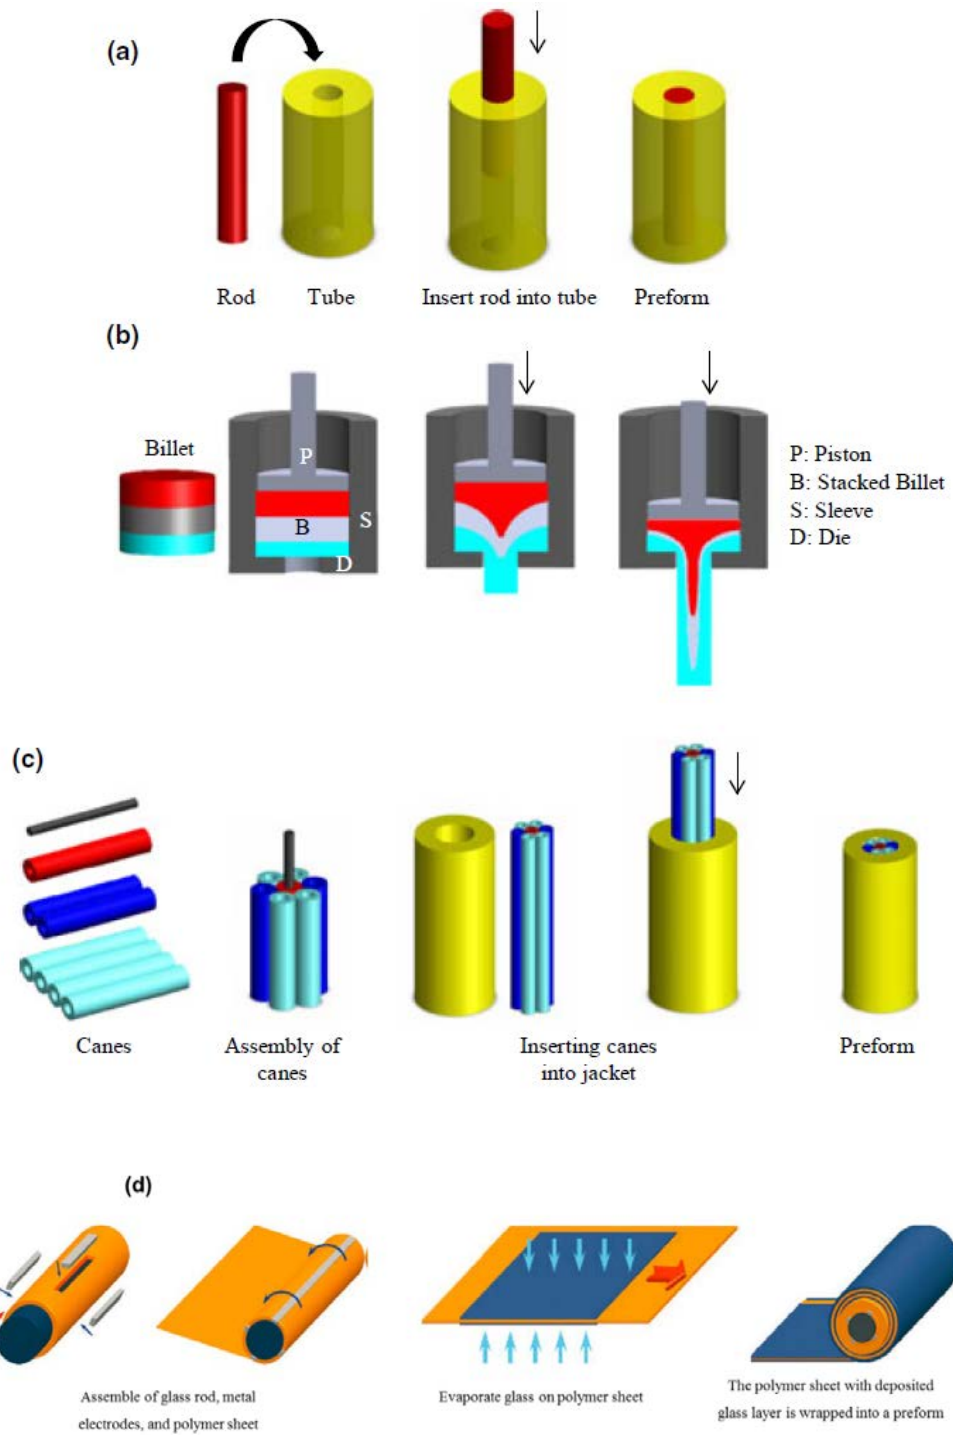 (a)
Rod
Tube
Insert rod into tube
Preform
(b)
Billet
P
B
S
D
P: Piston
B: Stacked Billet
S: Sleeve
D: Die
(c)
Canes
Assembly of
canes
Inserting canes
into jacket
Preform
(d)
Assemble of glass rod, metal
electrodes, and polymer sheet
Evaporate glass on polymer sheet
The polymer sheet with deposited
glass layer is wrapped into a preform